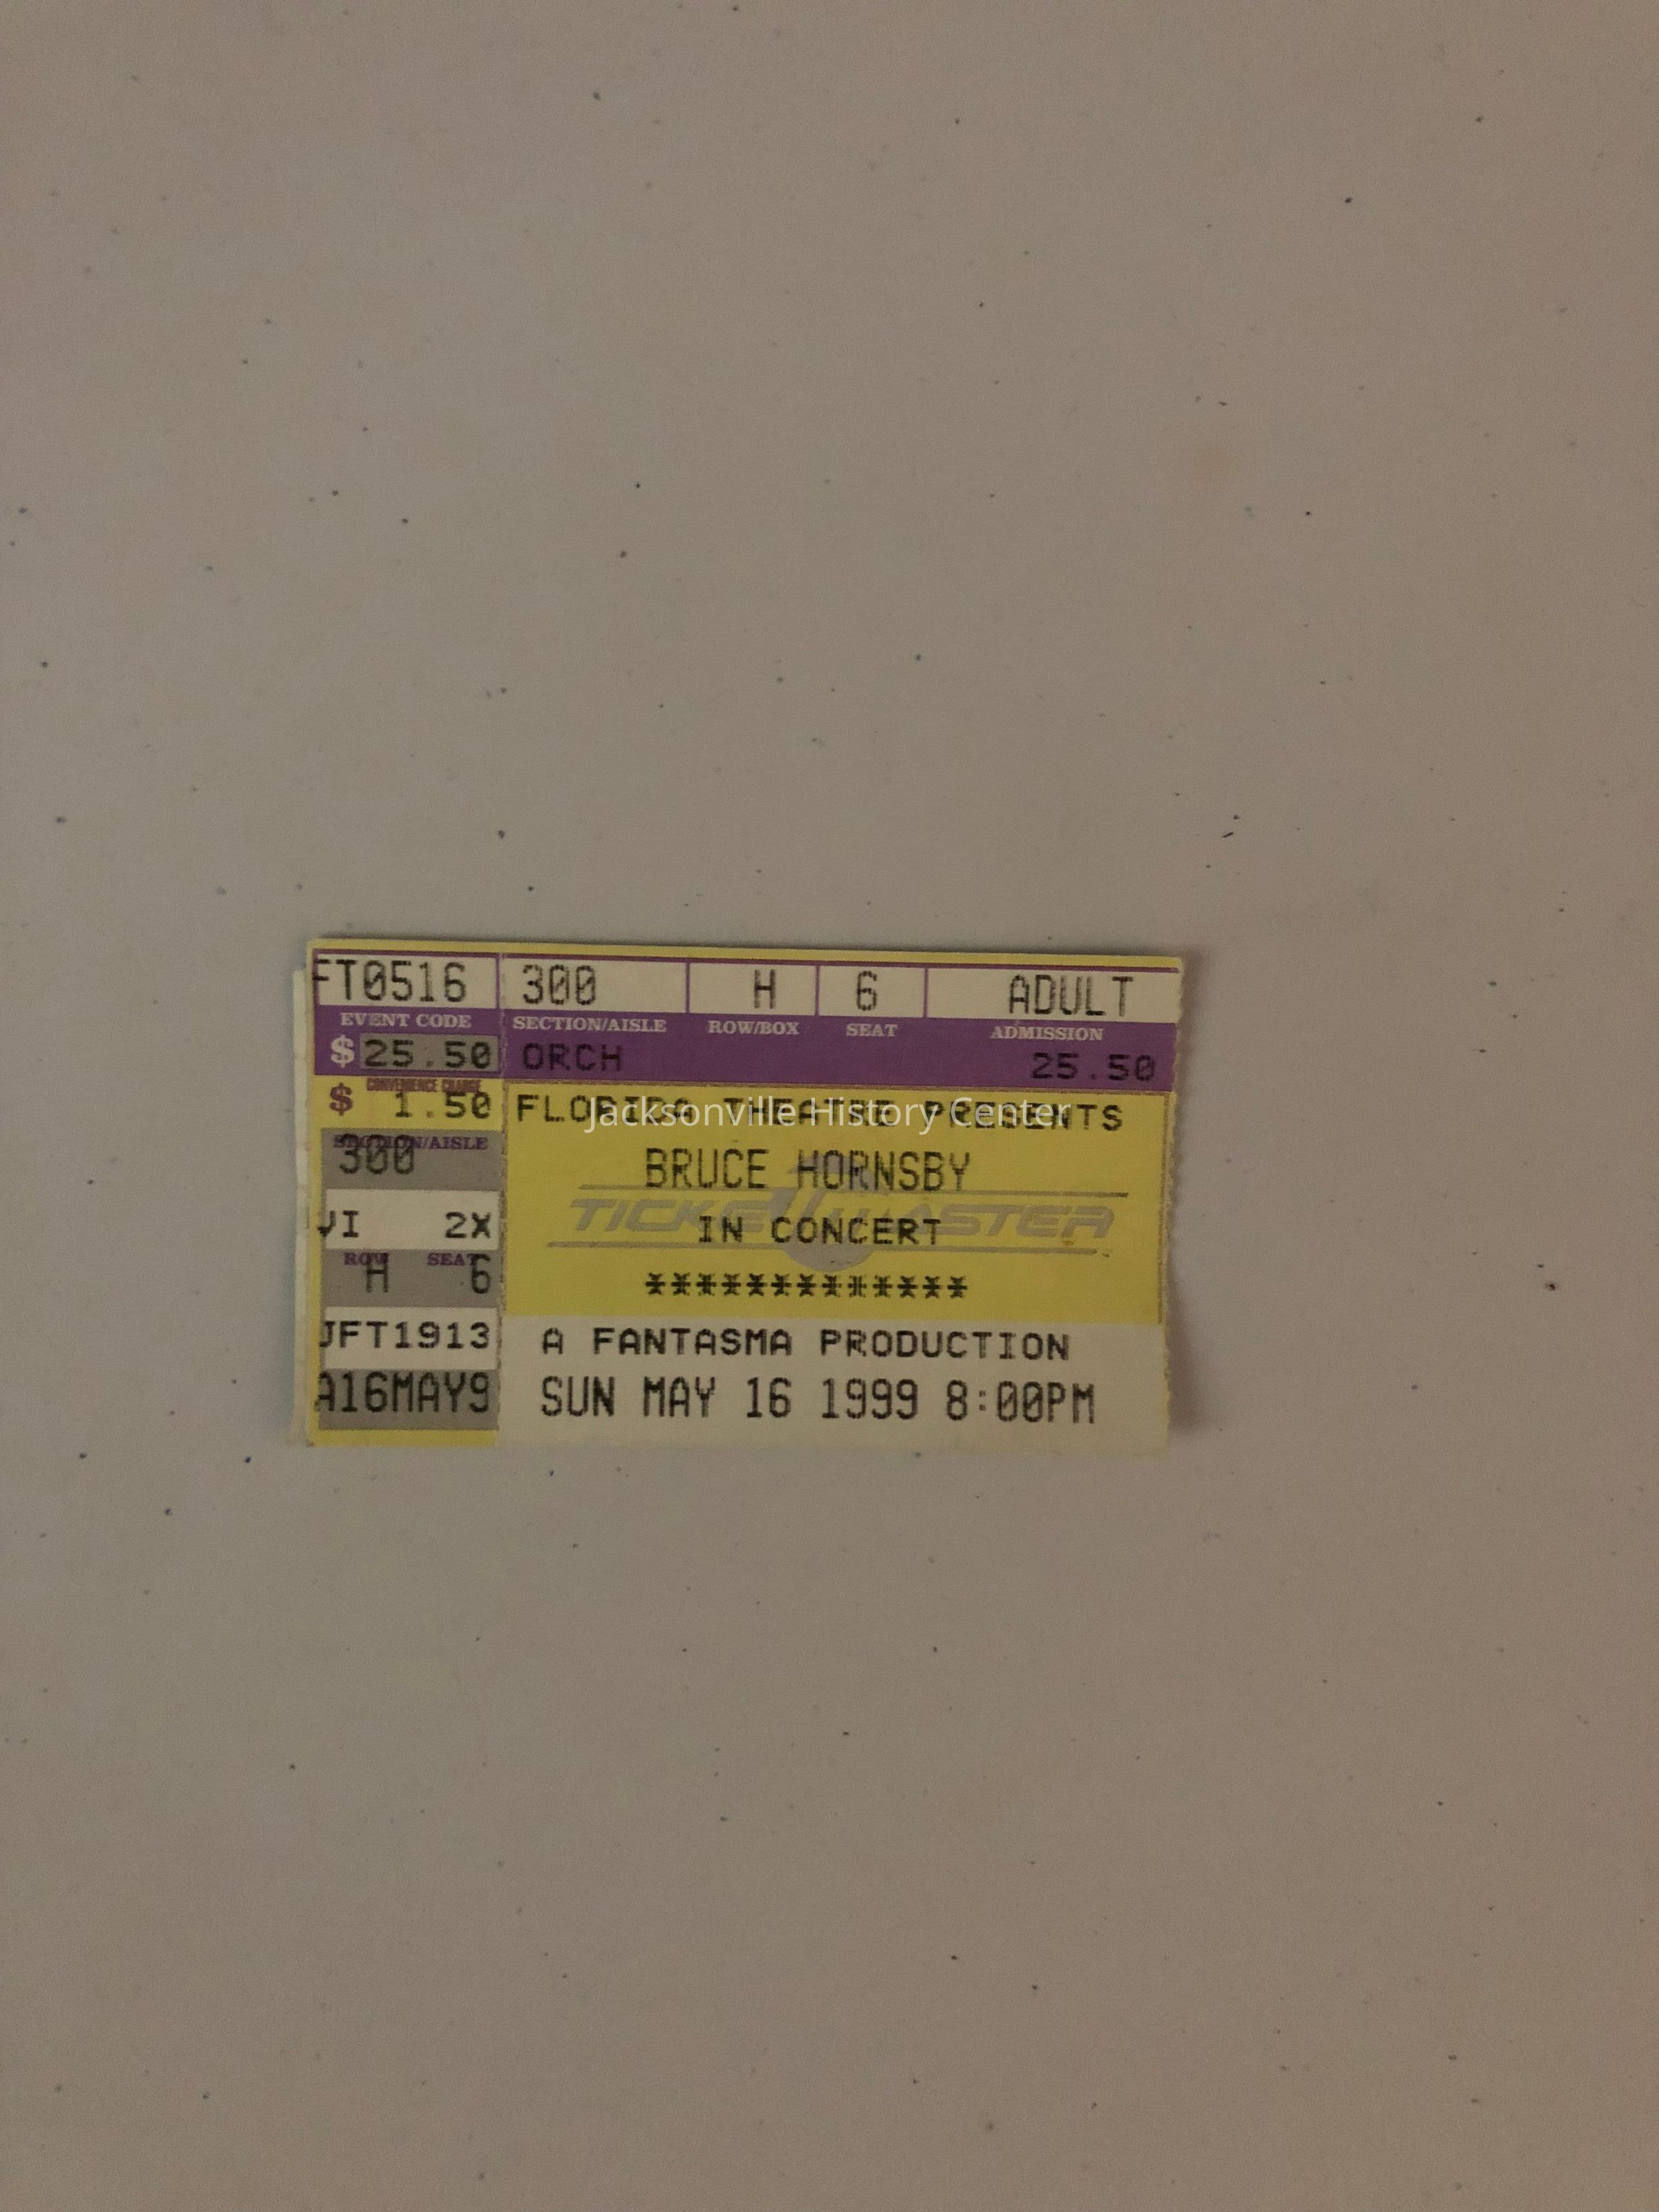 FT0516 300 H 6 ADULT
EVENT CODE SECTION/AISLE ROW/BOX SEAT ADMISSION
$ 25.50 ORCH 25.50
CONVENIENCE CHARGE
$ 1.50 FLORIDA THEATRE PRESENTS
Jacksonville History Center
SECTION/AISLE
300 BRUCE HORNSBY
TICKETMASTER
VI 2X IN CONCERT
ROW SEAT
H 6 *************
JFT1913 A FANTASMA PRODUCTION
A16MAY9 SUN MAY 16 1999 8:00PM